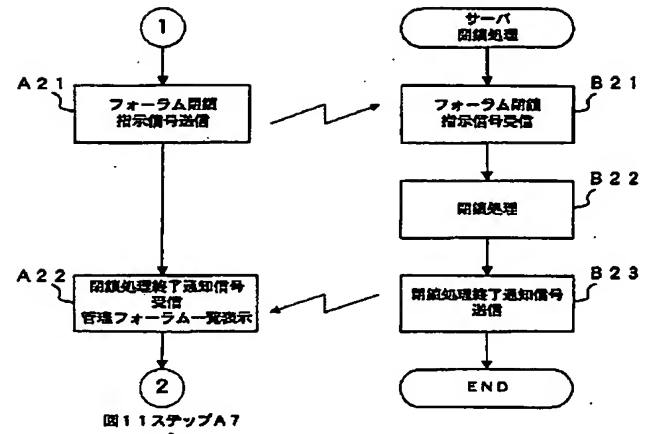 1
サーバ
閉鎖処理
A21
フォーラム閉鎖
指示信号送信
フォーラム閉鎖
指示信号受信
B21
閉鎖処理
B22
A22
閉鎖処理終了通知信号
受信
管理フォーラム一覧表示
閉鎖処理終了通知信号
送信
B23
2
END
図11ステップA7